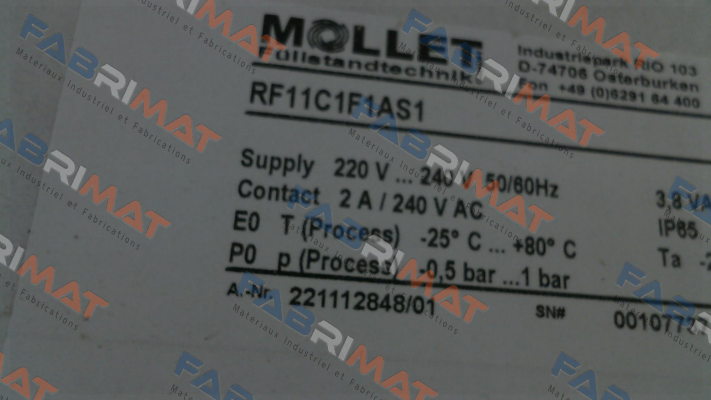 MOLLET
Füllstandtechnik
Industriepark RIO 103
D-74706 Osterburken
Fon +49 (0)6291 64 400
RF11C1F1AS1
Supply 220 V ... 240 V 50/60Hz 3,8 VA
Contact 2 A / 240 V AC IP65
E0 T (Process) -25° C ... +80° C Ta
P0 p (Process) -0,5 bar ...1 bar
A.-Nr. 221112848/01 SN# 001077
FABRIMAT
Materiaux Industriel et Fabrications